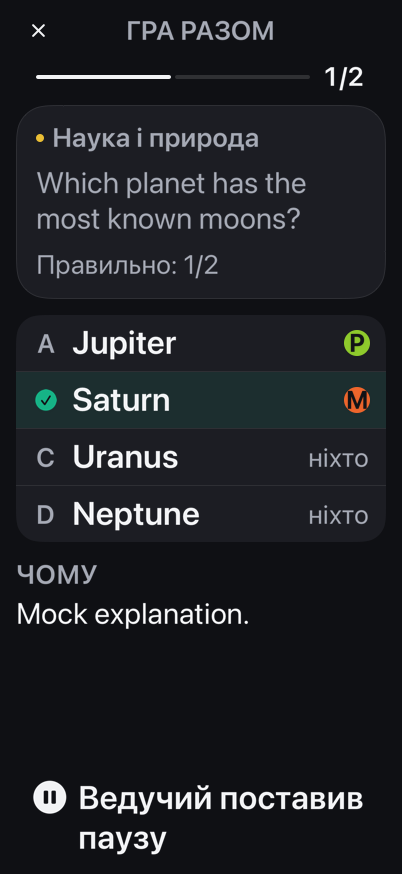 ГРА РАЗОМ
1/2
Наука і природа
Which planet has the
most known moons?
Правильно: 1/2
A Jupiter P
Saturn M
C Uranus ніхто
D Neptune ніхто
ЧОМУ
Mock explanation.
Ведучий поставив
паузу